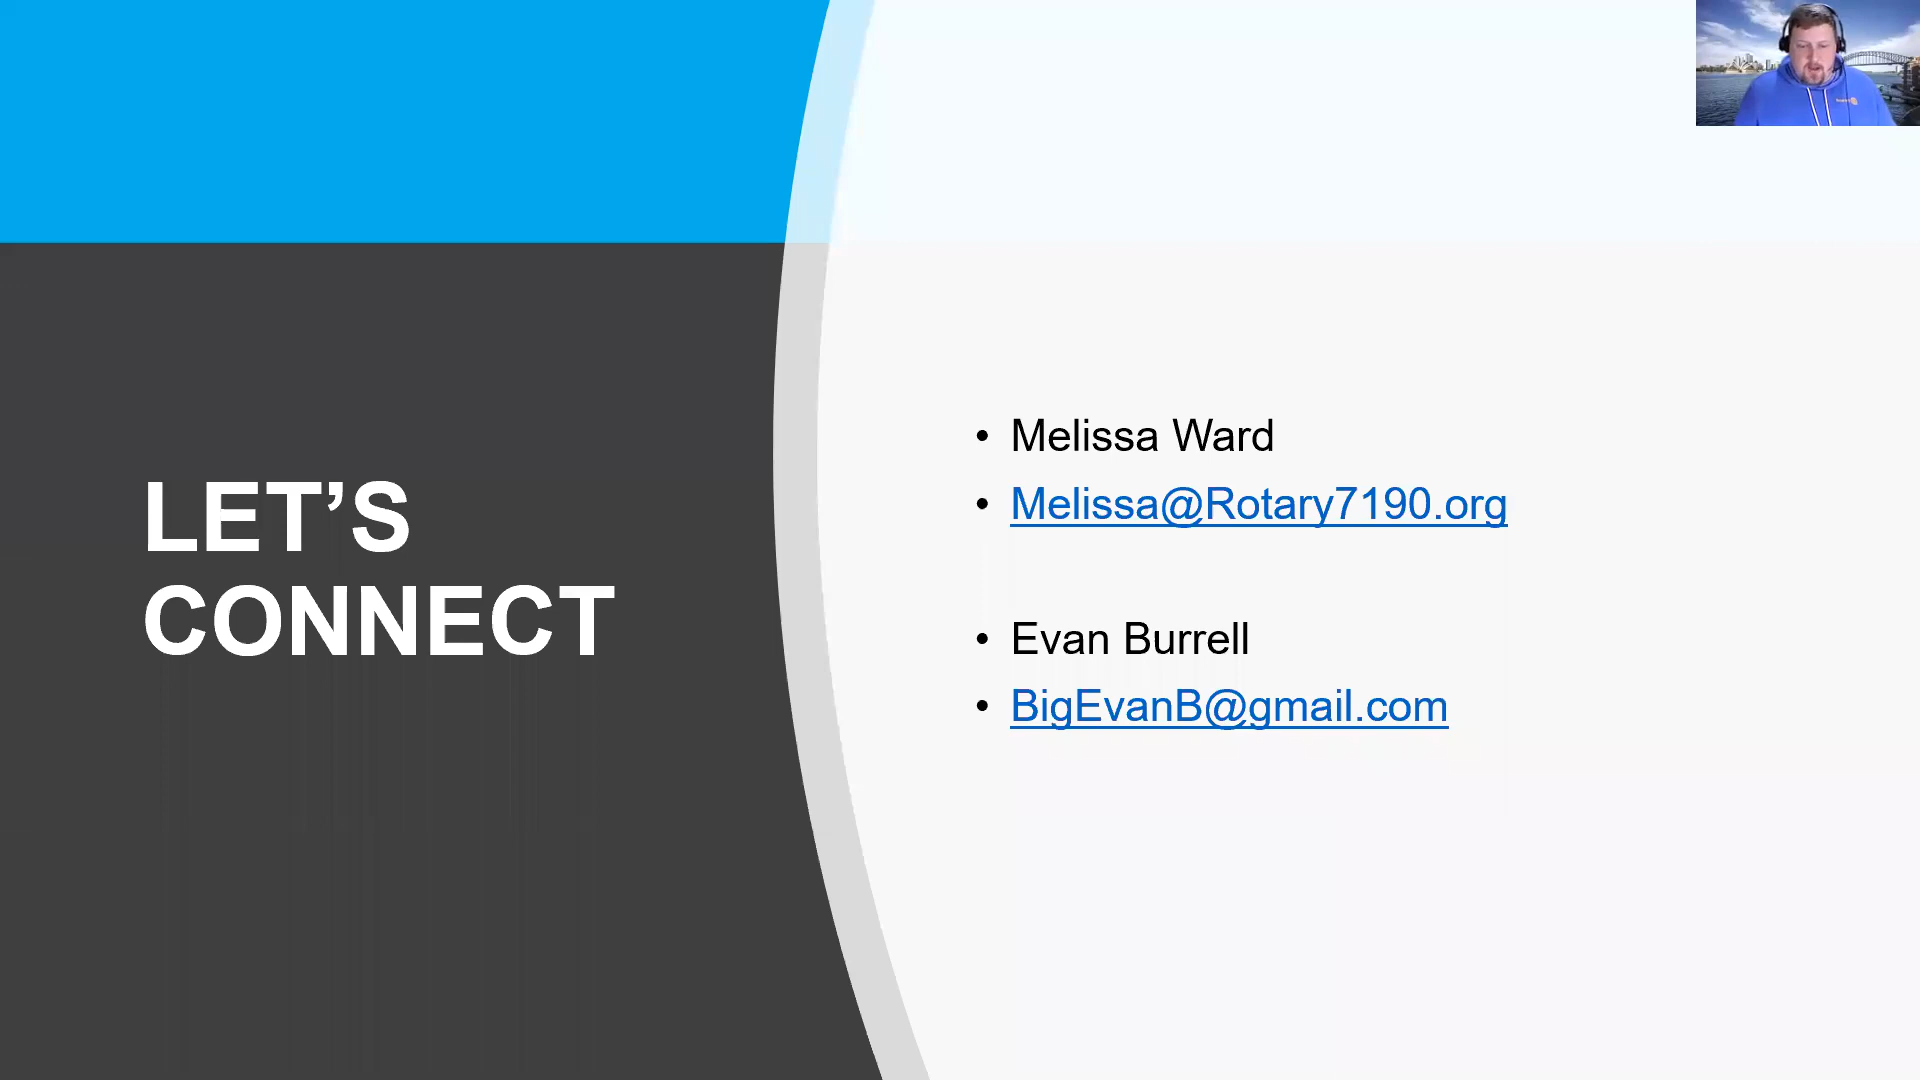 LET’S
CONNECT
• Melissa Ward
• Melissa@Rotary7190.org
• Evan Burrell
• BigEvanB@gmail.com